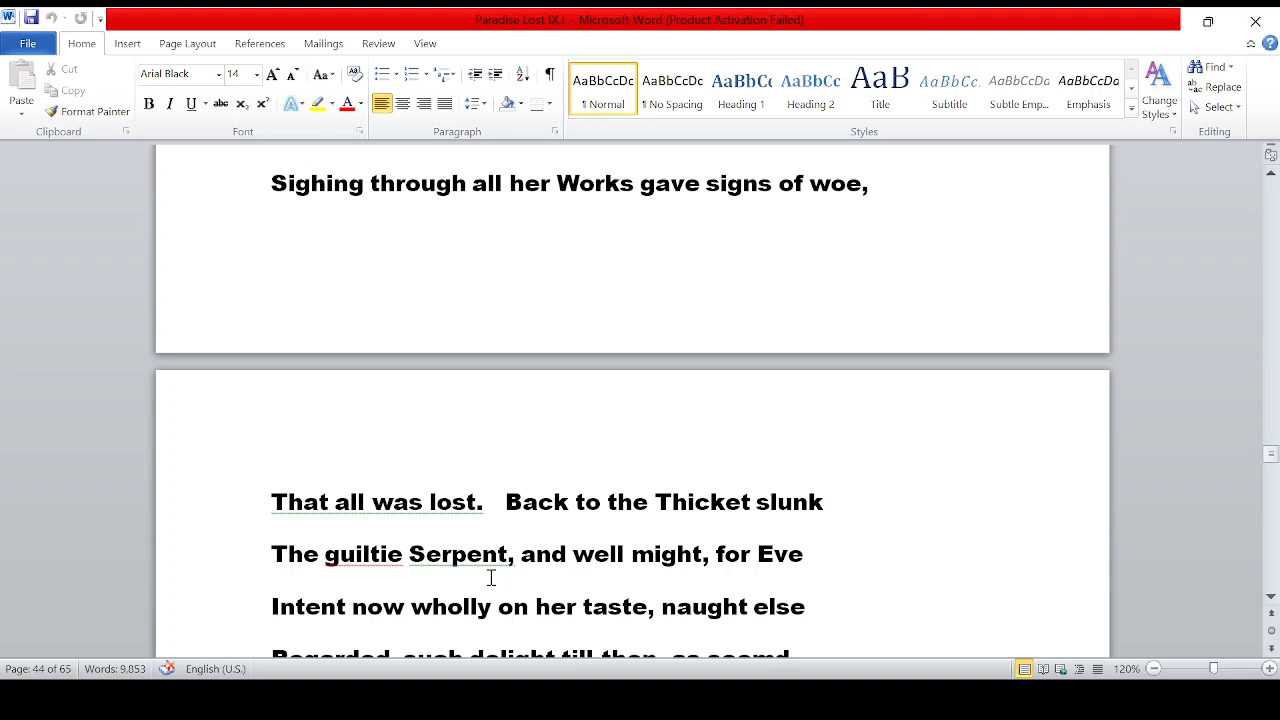 Paradise Lost IX.I - Microsoft Word (Product Activation Failed)
File Home Insert Page Layout References Mailings Review View
Paste Cut Copy Format Painter Clipboard
Arial Black 14 Font
Paragraph
AaBbCcDc AaBbCcDc AaBbCc AaBbCc AaB AaBbCc. AaBbCcDc AaBbCcDc
¶ Normal ¶ No Spacing Heading 1 Heading 2 Title Subtitle Subtle Em... Emphasis
Change Styles Styles
Find Replace Select Editing
Sighing through all her Works gave signs of woe,
That all was lost. Back to the Thicket slunk
The guiltie Serpent, and well might, for Eve
Intent now wholly on her taste, naught else
Page: 44 of 65 Words: 9,853 English (U.S.) 120%